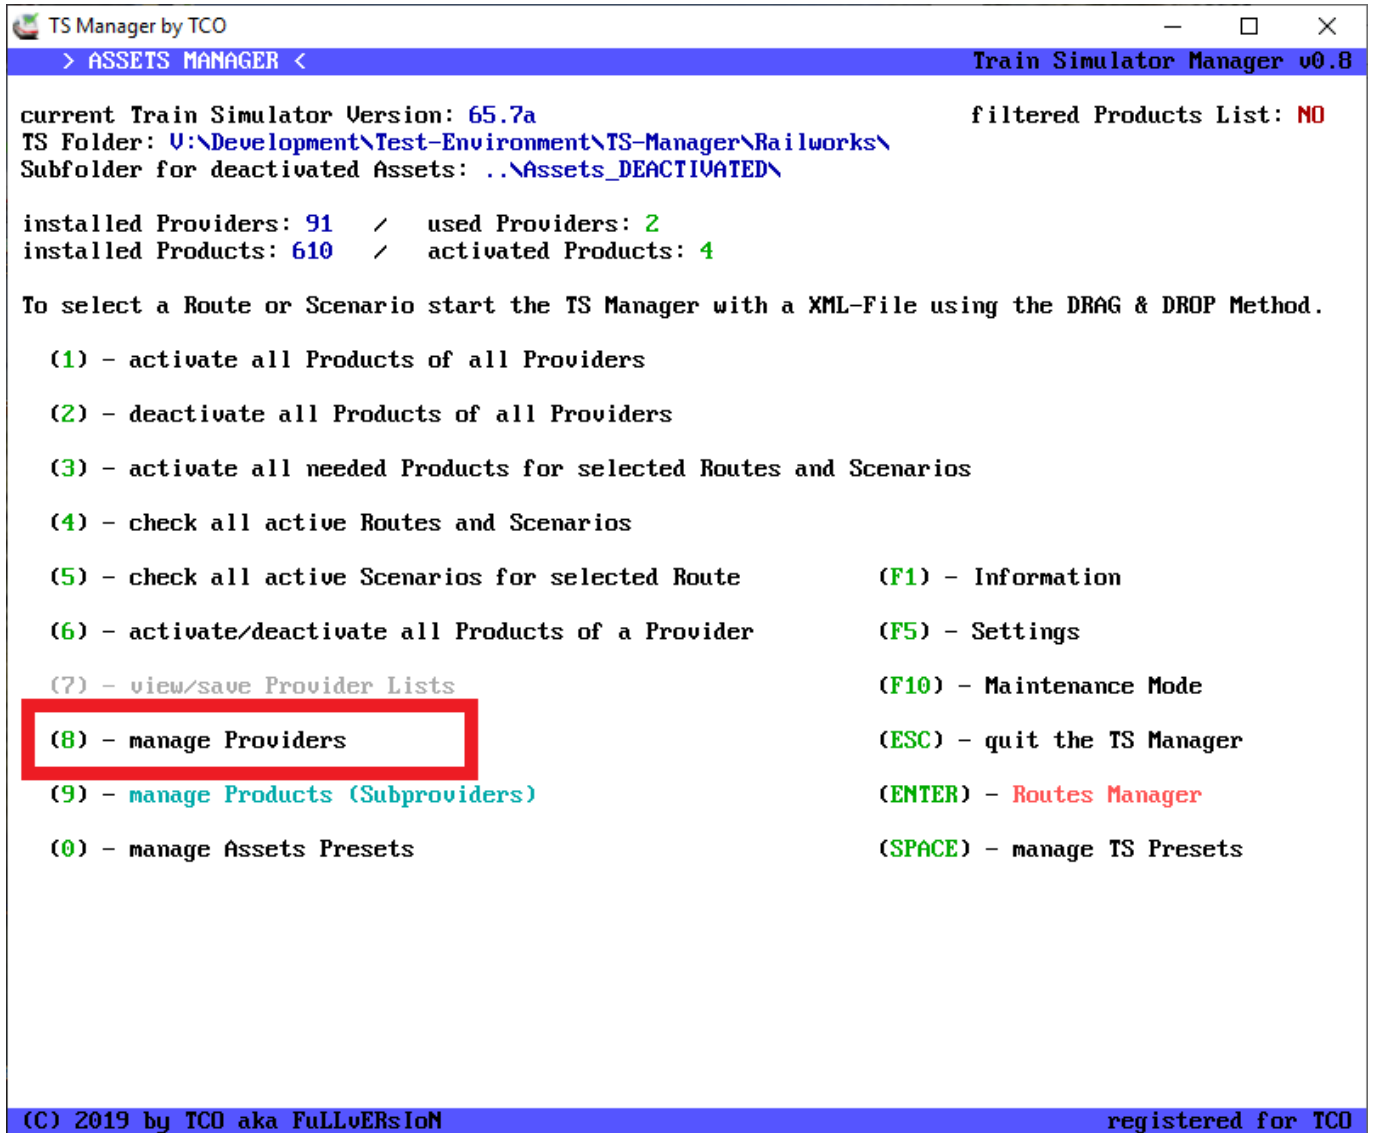 TS Manager by TCO
> ASSETS MANAGER < Train Simulator Manager v0.8
current Train Simulator Version: 65.7a filtered Products List: NO
TS Folder: V:\Development\Test-Environment\TS-Manager\Railworks\
Subfolder for deactivated Assets: ..\Assets_DEACTIVATED\
installed Providers: 91 / used Providers: 2
installed Products: 610 / activated Products: 4
To select a Route or Scenario start the TS Manager with a XML-File using the DRAG & DROP Method.
(1) - activate all Products of all Providers
(2) - deactivate all Products of all Providers
(3) - activate all needed Products for selected Routes and Scenarios
(4) - check all active Routes and Scenarios
(5) - check all active Scenarios for selected Route (F1) - Information
(6) - activate/deactivate all Products of a Provider (F5) - Settings
(7) - view/save Provider Lists (F10) - Maintenance Mode
(8) - manage Providers (ESC) - quit the TS Manager
(9) - manage Products (Subproviders) (ENTER) - Routes Manager
(0) - manage Assets Presets (SPACE) - manage TS Presets
(C) 2019 by TCO aka FuLLvERsIoN registered for TCO